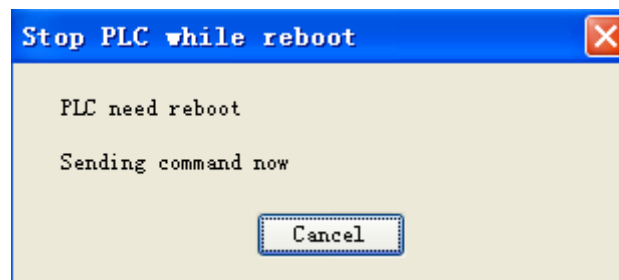 Stop PLC while reboot
PLC need reboot
Sending command now
Cancel